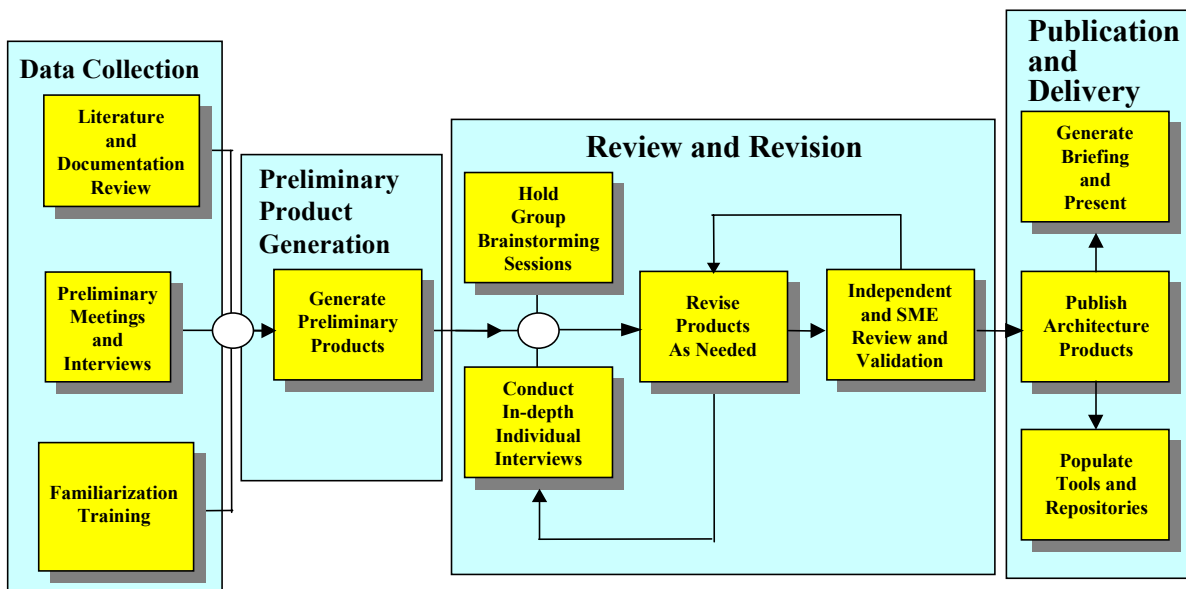 Data Collection
Literature
and
Documentation
Review
Preliminary
Meetings
and
Interviews
Familiarization
Training
Preliminary
Product
Generation
Generate
Preliminary
Products
Review and Revision
Hold
Group
Brainstorming
Sessions
Conduct
In-depth
Individual
Interviews
Revise
Products
As Needed
Independent
and SME
Review and
Validation
Publication
and
Delivery
Generate
Briefing
and
Present
Publish
Architecture
Products
Populate
Tools and
Repositories